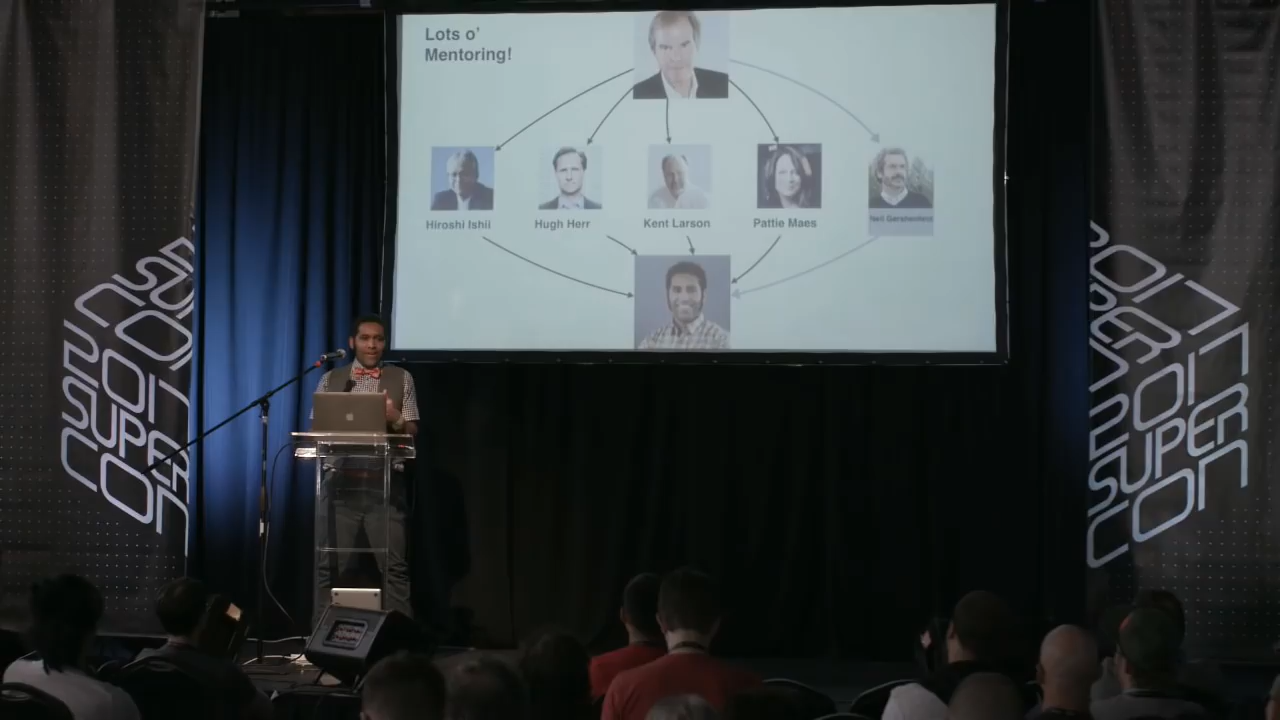 Lots o'
Mentoring!
Hiroshi Ishii
Hugh Herr
Kent Larson
Pattie Maes
Neil Gershenfeld
2017
SUPER
CON
2017
SUPER
CON